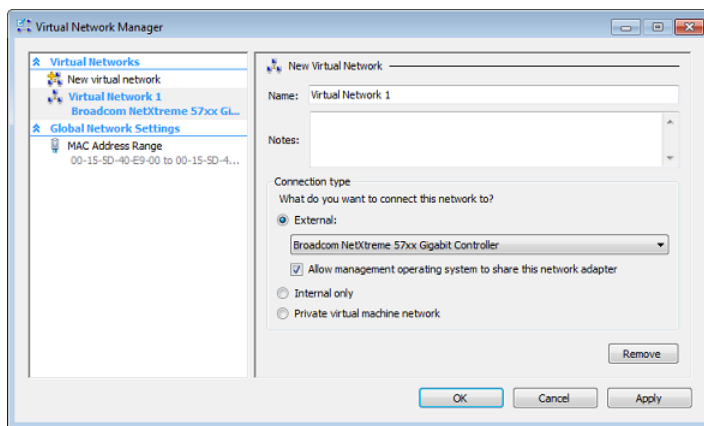 Virtual Network Manager
Virtual Networks
New virtual network
Virtual Network 1
Broadcom NetXtreme 57xx Gi...
Global Network Settings
MAC Address Range
00-15-5D-40-E9-00 to 00-15-5D-4...
New Virtual Network
Name: Virtual Network 1
Notes:
Connection type
What do you want to connect this network to?
External:
Broadcom NetXtreme 57xx Gigabit Controller
Allow management operating system to share this network adapter
Internal only
Private virtual machine network
Remove
OK Cancel Apply